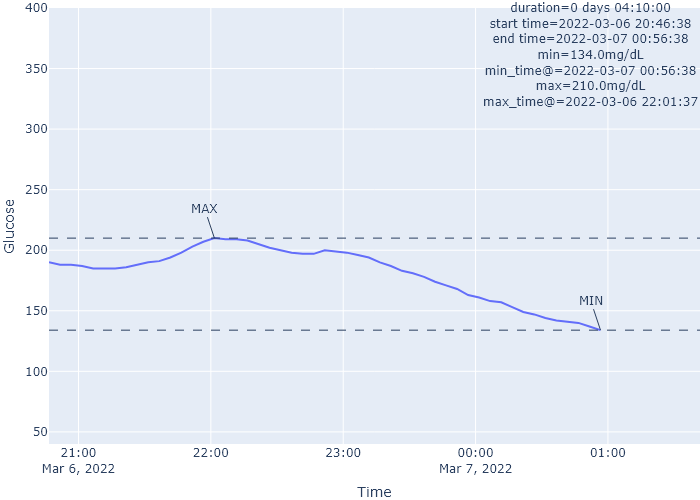 duration=0 days 04:10:00
start time=2022-03-06 20:46:38
end time=2022-03-07 00:56:38
min=134.0mg/dL
min_time@=2022-03-07 00:56:38
max=210.0mg/dL
max_time@=2022-03-06 22:01:37
400
350
300
250
200
150
100
50
Glucose
MAX
MIN
21:00
22:00
23:00
00:00
01:00
Mar 6, 2022
Mar 7, 2022
Time